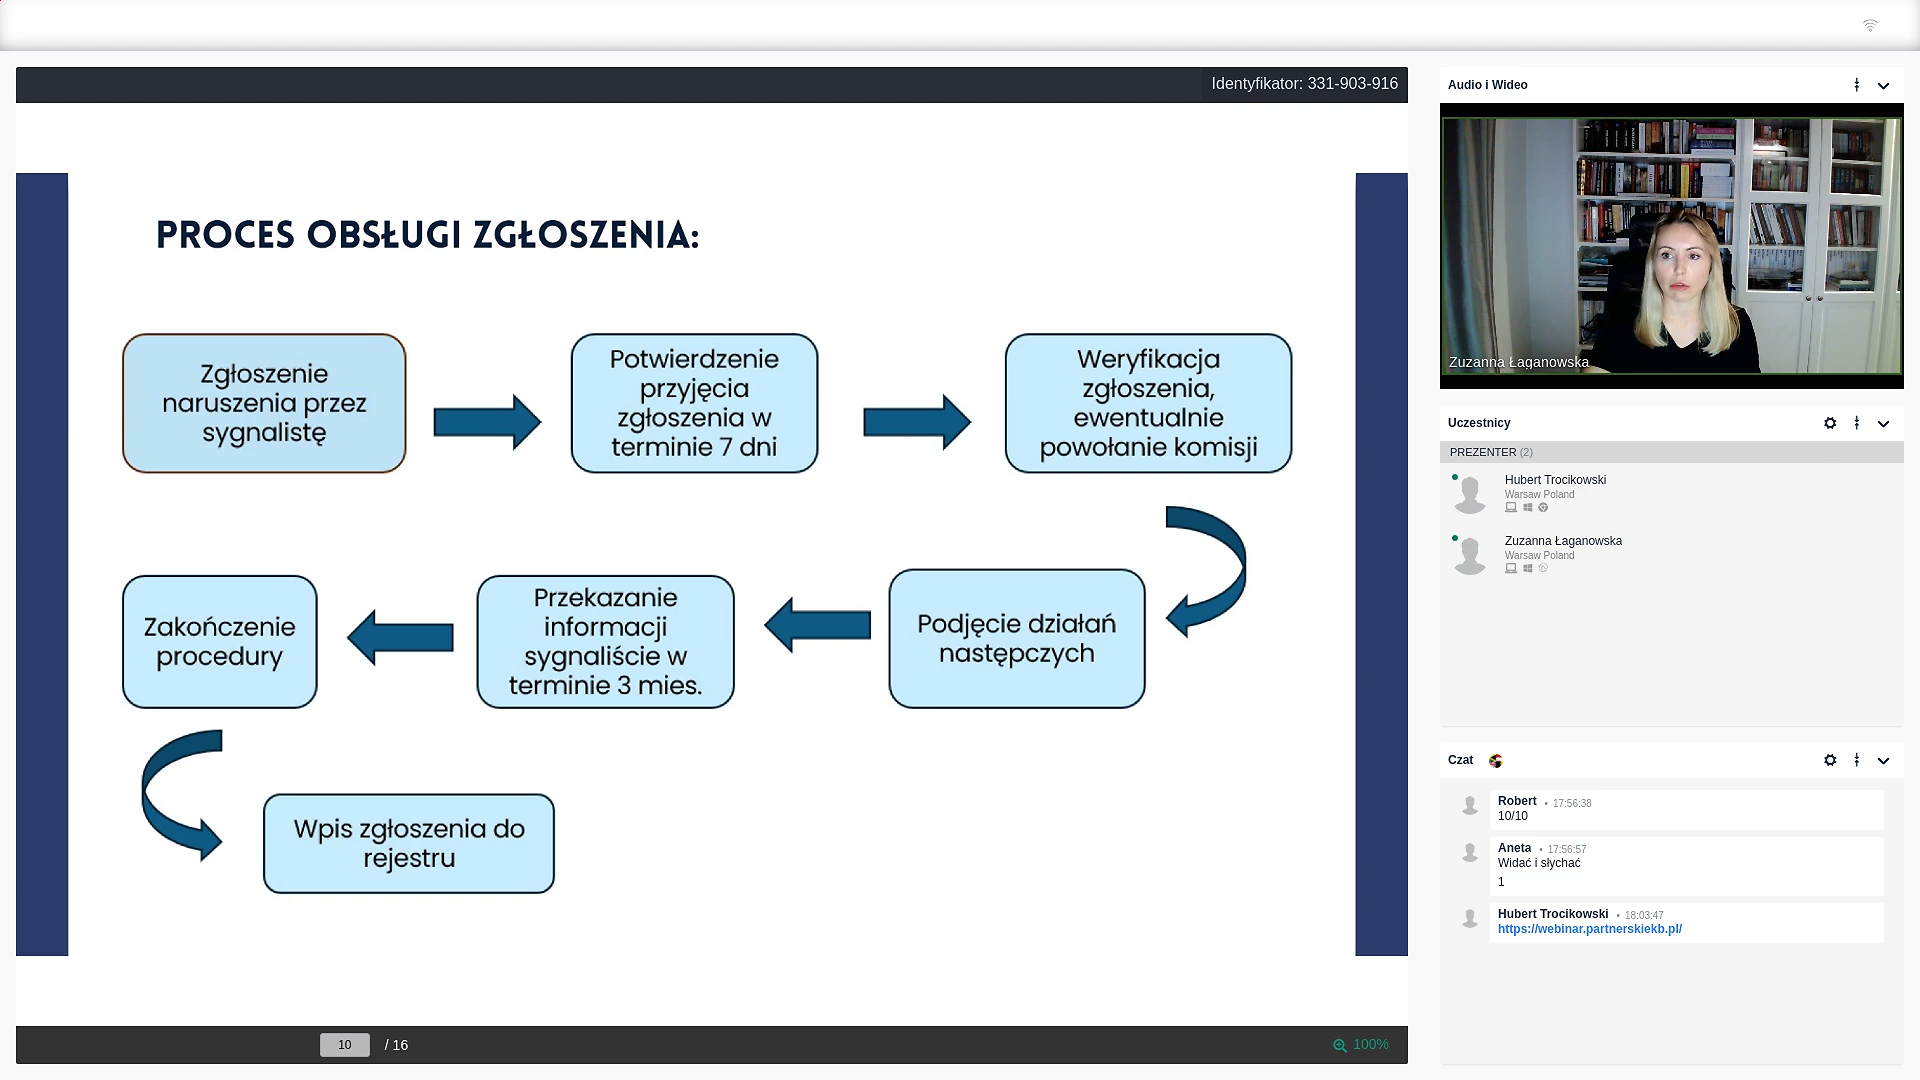 Identyfikator: 331-903-916
PROCES OBSŁUGI ZGŁOSZENIA:
Zgłoszenie
naruszenia przez
sygnalistę
Potwierdzenie
przyjęcia
zgłoszenia w
terminie 7 dni
Weryfikacja
zgłoszenia,
ewentualnie
powołanie komisji
Podjęcie działań
następczych
Przekazanie
informacji
sygnaliście w
terminie 3 mies.
Zakończenie
procedury
Wpis zgłoszenia do
rejestru
10 / 16
100%
Audio i Wideo
Zuzanna Łaganowska
Uczestnicy
PREZENTER (2)
Hubert Trocikowski
Warsaw Poland
Zuzanna Łaganowska
Warsaw Poland
Czat
Robert • 17:56:38
10/10
Aneta • 17:56:57
Widać i słychać
1
Hubert Trocikowski • 18:03:47
https://webinar.partnerskiekb.pl/